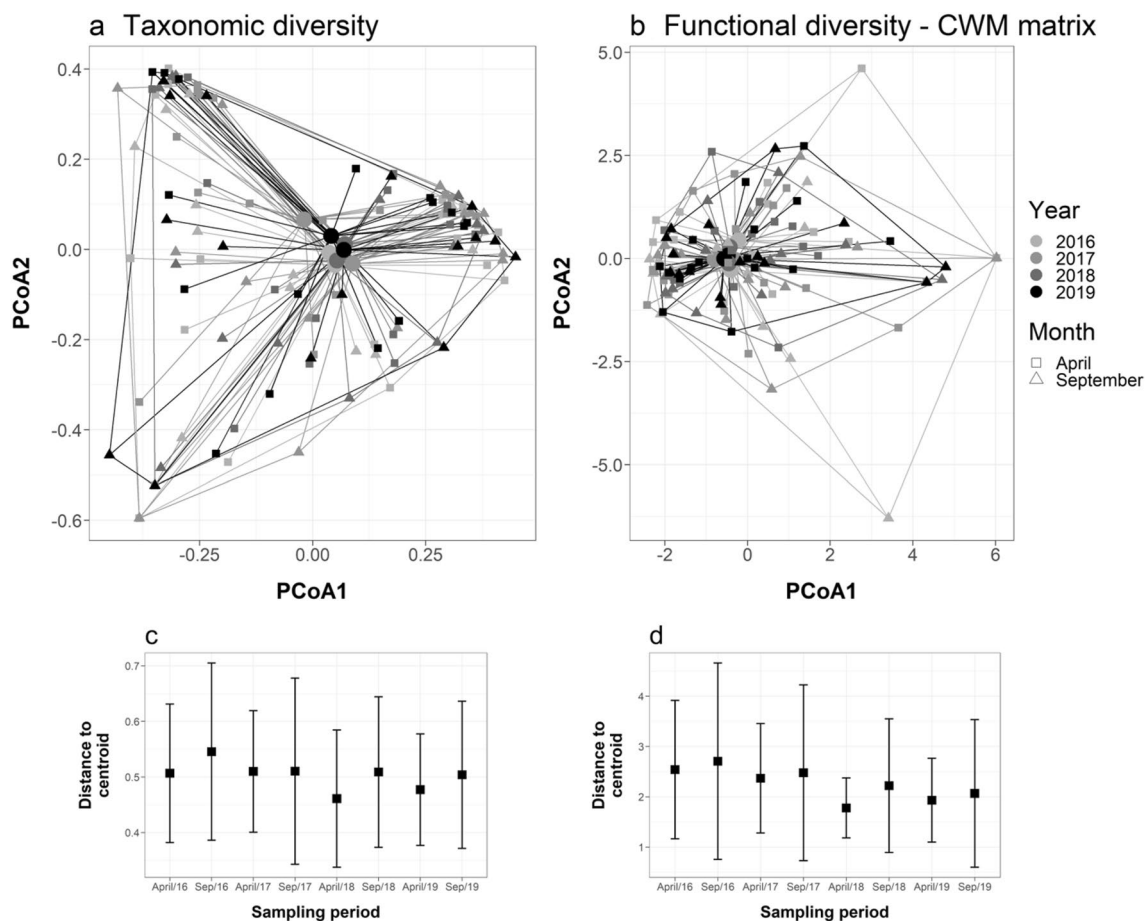 a Taxonomic diversity
0.4
0.2
0.0
-0.2
-0.4
-0.6
PCoA2
-0.25
0.00
0.25
PCoA1
b Functional diversity - CWM matrix
5.0
2.5
0.0
-2.5
-5.0
PCoA2
-2
0
2
4
6
PCoA1
Year
2016
2017
2018
2019
Month
April
September
c
0.7
0.6
0.5
0.4
Distance to
centroid
April/16 Sep/16 April/17 Sep/17 April/18 Sep/18 April/19 Sep/19
Sampling period
d
4
3
2
1
Distance to
centroid
April/16 Sep/16 April/17 Sep/17 April/18 Sep/18 April/19 Sep/19
Sampling period